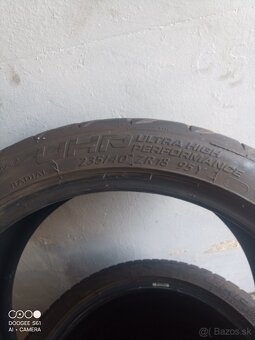 UHP ULTRA HIGH
PERFORMANCE
235/40 ZR18 95Y
RADIAL
DOOGEE S61
AI • CAMERA
Bazos.sk